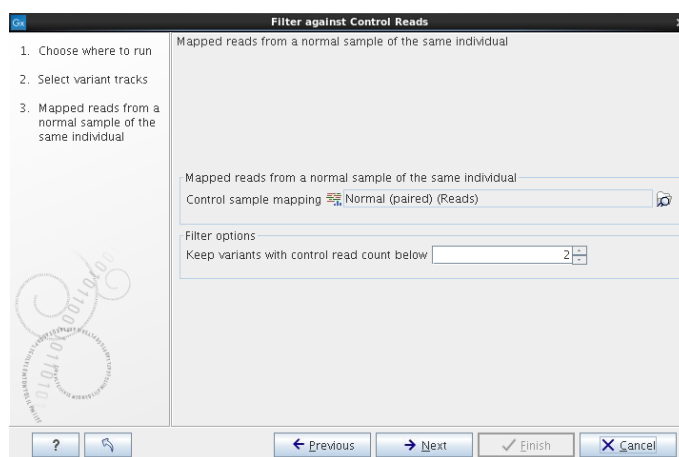 Gx
Filter against Control Reads
1. Choose where to run
2. Select variant tracks
3. Mapped reads from a
normal sample of the
same individual
Mapped reads from a normal sample of the same individual
Mapped reads from a normal sample of the same individual
Control sample mapping Normal (paired) (Reads)
Filter options
Keep variants with control read count below 2
? Previous Next Finish Cancel